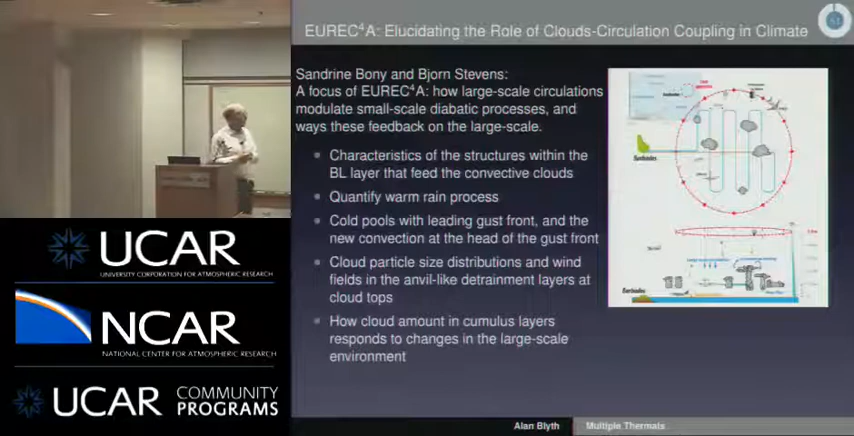 EUREC⁴A: Elucidating the Role of Clouds-Circulation Coupling in Climate
Sandrine Bony and Bjorn Stevens:
A focus of EUREC⁴A: how large-scale circulations
modulate small-scale diabatic processes, and
ways these feedback on the large-scale.
Characteristics of the structures within the
BL layer that feed the convective clouds
Quantify warm rain process
Cold pools with leading gust front, and the
new convection at the head of the gust front
Cloud particle size distributions and wind
fields in the anvil-like detrainment layers at
cloud tops
How cloud amount in cumulus layers
responds to changes in the large-scale
environment
Barbados
Barbados
UCAR
UNIVERSITY CORPORATION FOR ATMOSPHERIC RESEARCH
NCAR
NATIONAL CENTER FOR ATMOSPHERIC RESEARCH
UCAR COMMUNITY
PROGRAMS
Alan Blyth Multiple Thermals